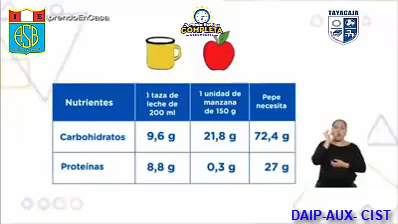 I E
ASB
#AprendoEnCasa
COMPLETA
TAYACAJA
Nutrientes
1 taza de
leche de
200 ml
1 unidad de
manzana
de 150 g
Pepe
necesita
Carbohidratos 9,6 g 21,8 g 72,4 g
Proteínas 8,8 g 0,3 g 27 g
DAIP-AUX- CIST